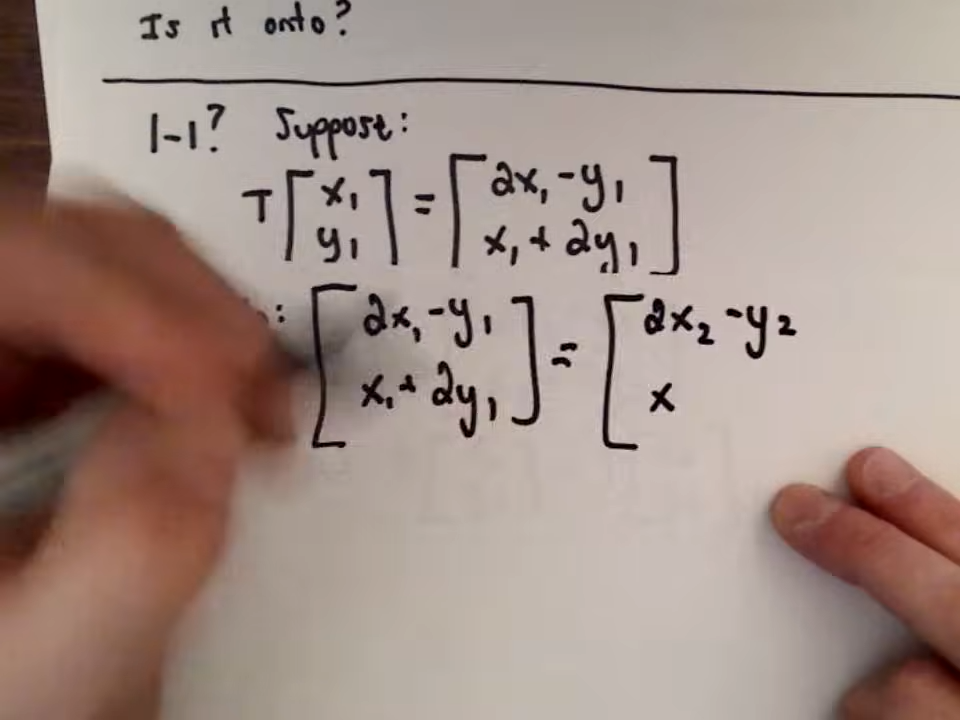 Is it onto?
1-1? Suppose:
T[x₁ y₁] = [2x₁ - y₁
x₁ + 2y₁]
: [2x₁ - y₁ = [2x₂ - y₂
x₁ + 2y₁] x